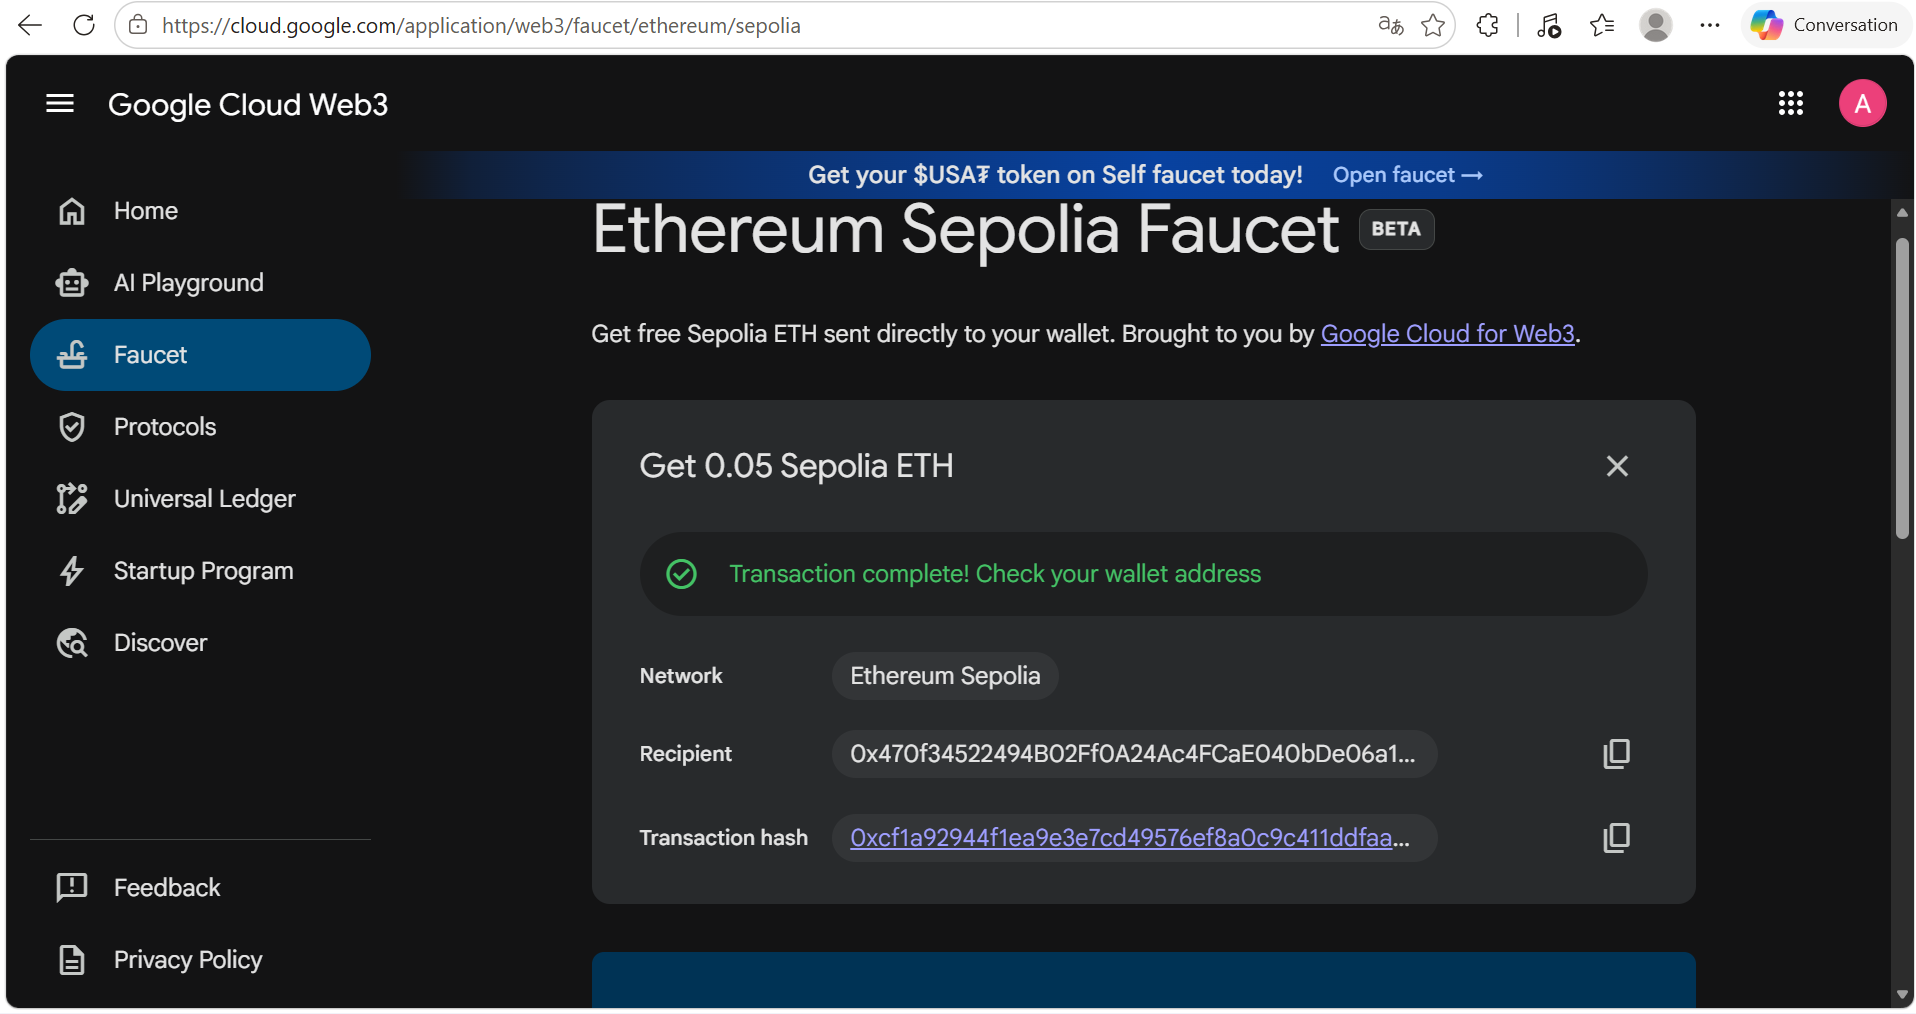 https://cloud.google.com/application/web3/faucet/ethereum/sepolia
Conversation
Google Cloud Web3
A
Get your $USA₮ token on Self faucet today! Open faucet →
Home
AI Playground
Faucet
Protocols
Universal Ledger
Startup Program
Discover
Feedback
Privacy Policy
Ethereum Sepolia Faucet BETA
Get free Sepolia ETH sent directly to your wallet. Brought to you by Google Cloud for Web3.
Get 0.05 Sepolia ETH
Transaction complete! Check your wallet address
Network Ethereum Sepolia
Recipient 0x470f34522494B02Ff0A24Ac4FCaE040bDe06a1...
Transaction hash 0xcf1a92944f1ea9e3e7cd49576ef8a0c9c411ddfaa...